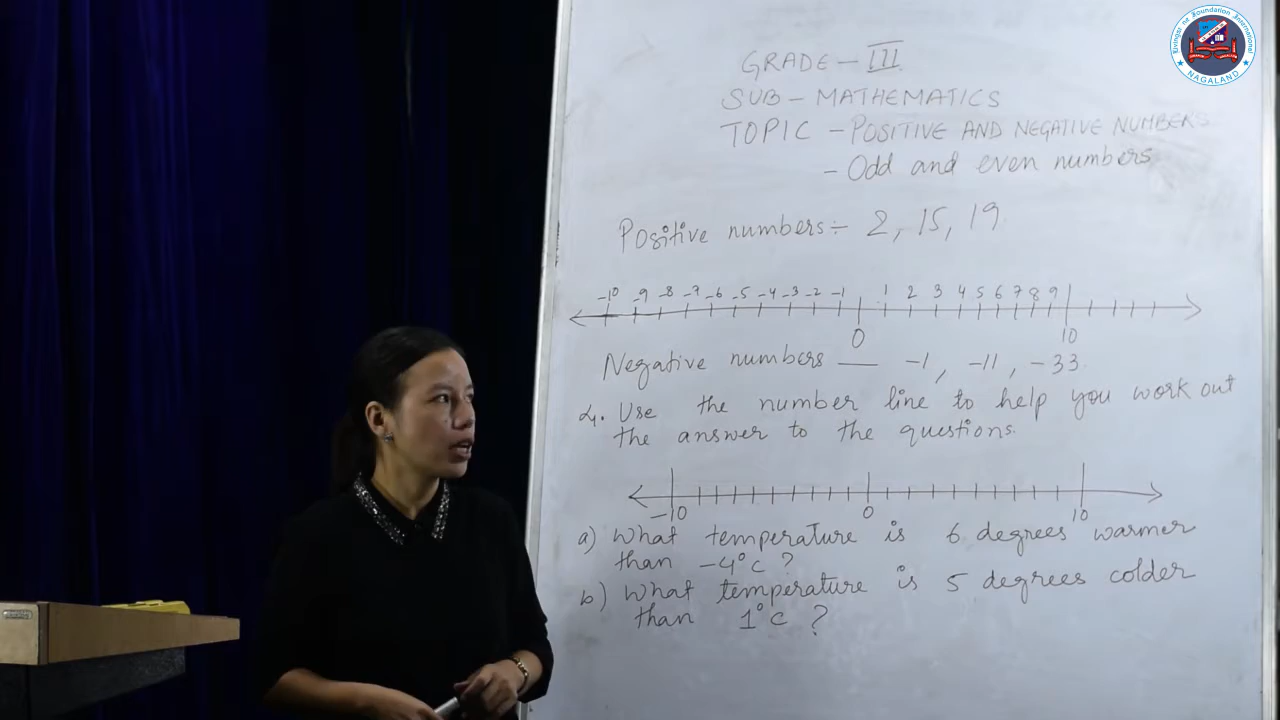 GRADE - III
SUB - MATHEMATICS
TOPIC - POSITIVE AND NEGATIVE NUMBERS
- Odd and even numbers
Positive numbers ÷ 2, 15, 19
-10 -9 -8 -7 -6 -5 -4 -3 -2 -1 1 2 3 4 5 6 7 8 9
0 10
Negative numbers — -1, -11, -33
Use the number line to help you work out
the answer to the questions.
-10 0 10
a) What temperature is 6 degrees warmer
than -4°C ?
b) What temperature is 5 degrees colder
than 1°C ?
Foundation International
NAGALAND